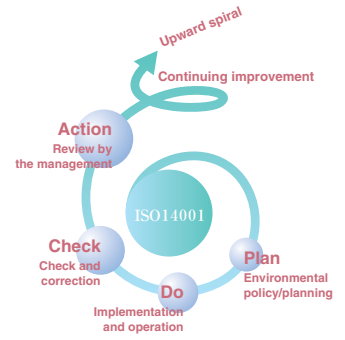 Upward spiral
Continuing improvement
Action
Review by
the management
ISO14001
Check
Check and
correction
Plan
Environmental
policy/planning
Do
Implementation
and operation